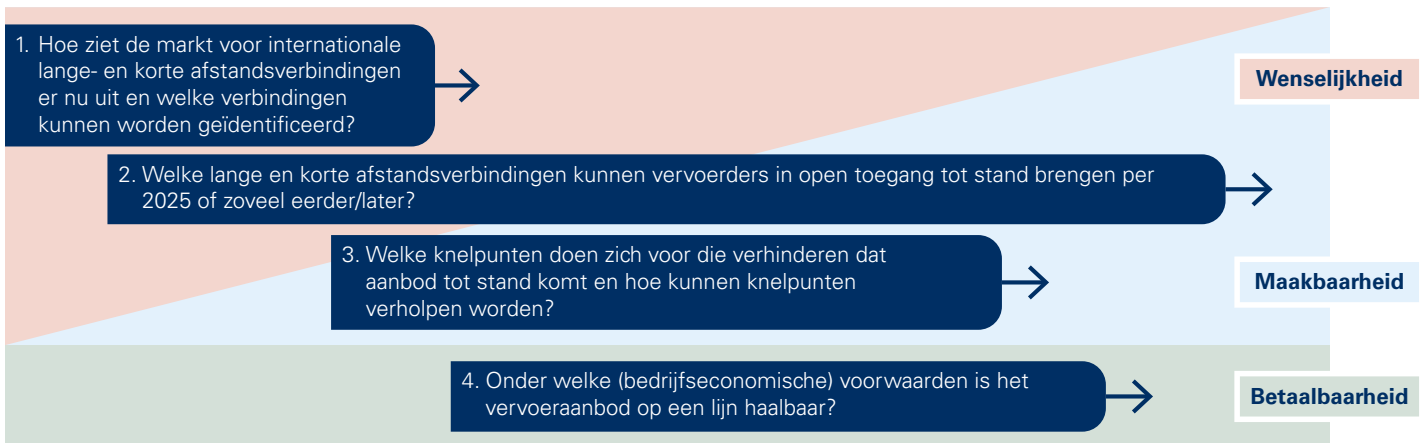 1. Hoe ziet de markt voor internationale
lange- en korte afstandsverbindingen
er nu uit en welke verbindingen
kunnen worden geïdentificeerd?
Wenselijkheid
2. Welke lange en korte afstandsverbindingen kunnen vervoerders in open toegang tot stand brengen per
2025 of zoveel eerder/later?
3. Welke knelpunten doen zich voor die verhinderen dat
aanbod tot stand komt en hoe kunnen knelpunten
verholpen worden?
Maakbaarheid
4. Onder welke (bedrijfseconomische) voorwaarden is het
vervoeraanbod op een lijn haalbaar?
Betaalbaarheid